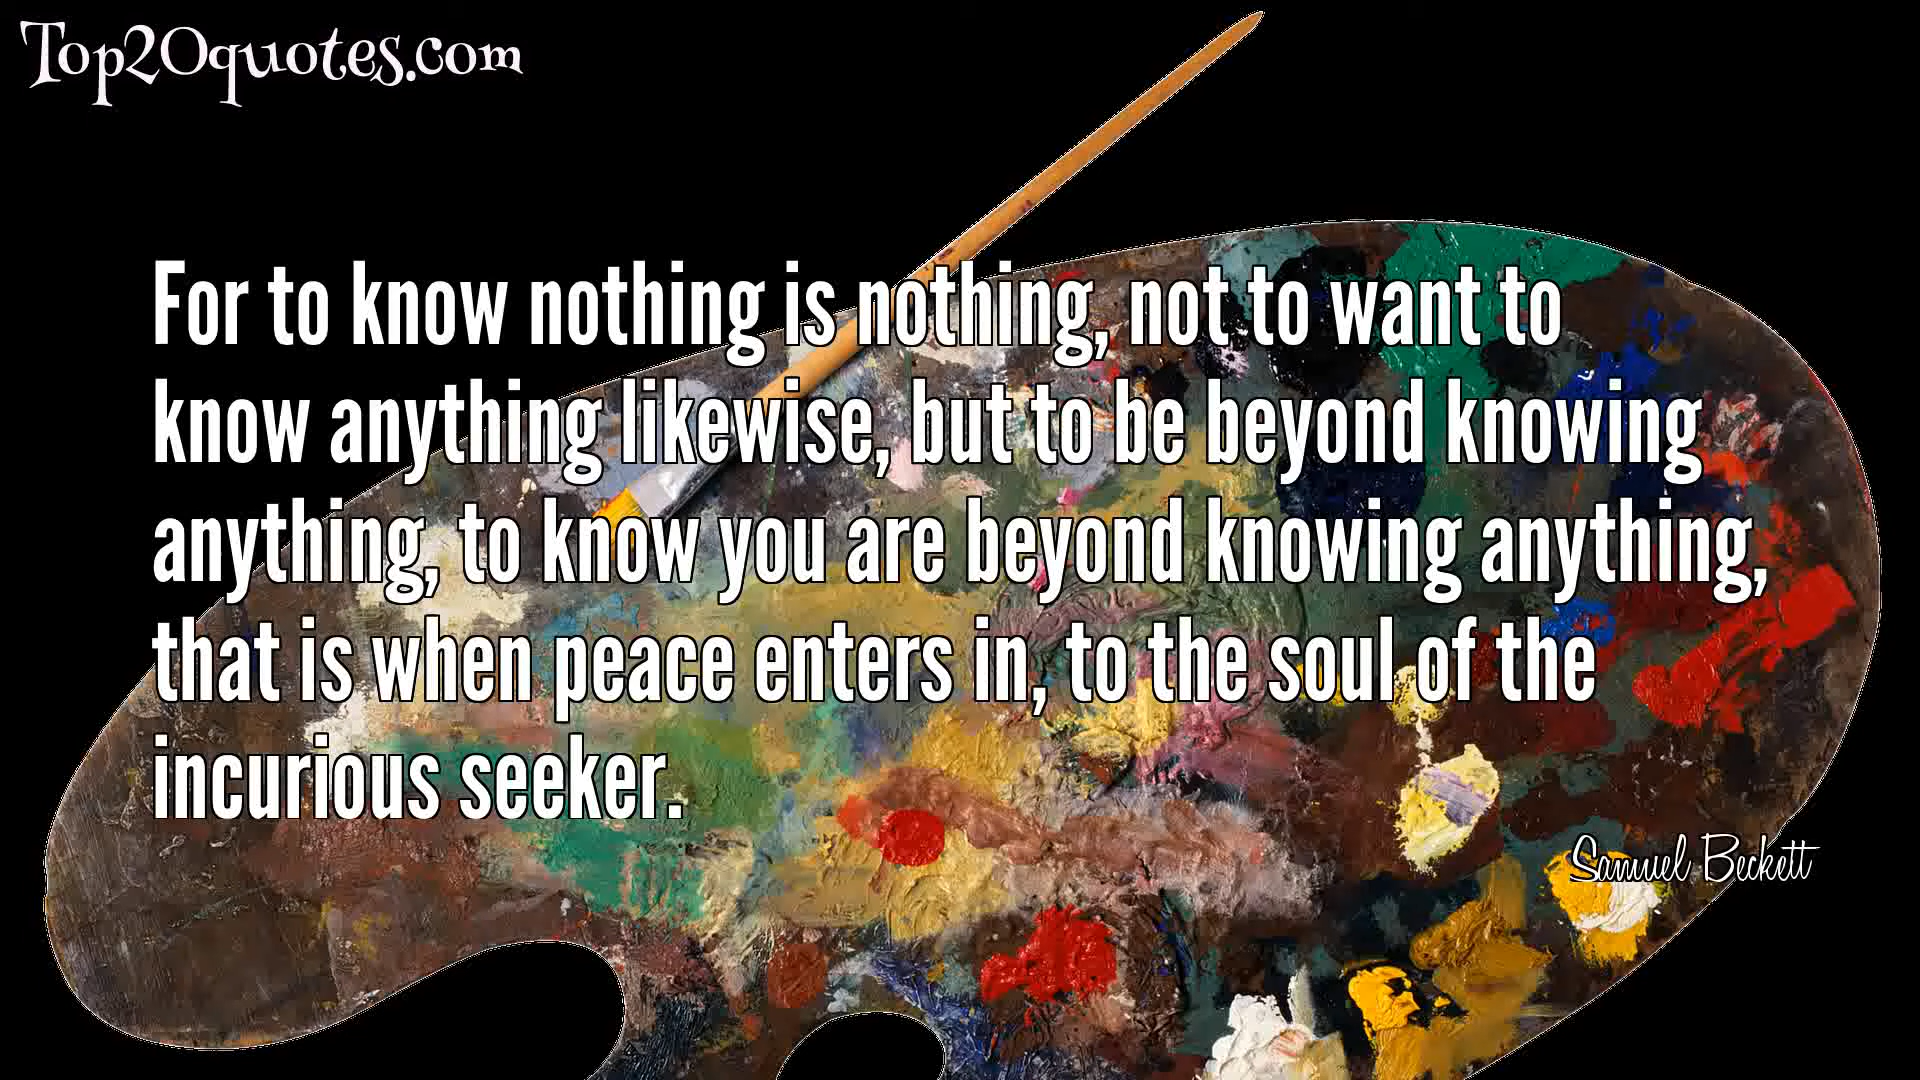 Top20quotes.com
For to know nothing is nothing, not to want to
know anything likewise, but to be beyond knowing
anything, to know you are beyond knowing anything,
that is when peace enters in, to the soul of the
incurious seeker.
Samuel Beckett